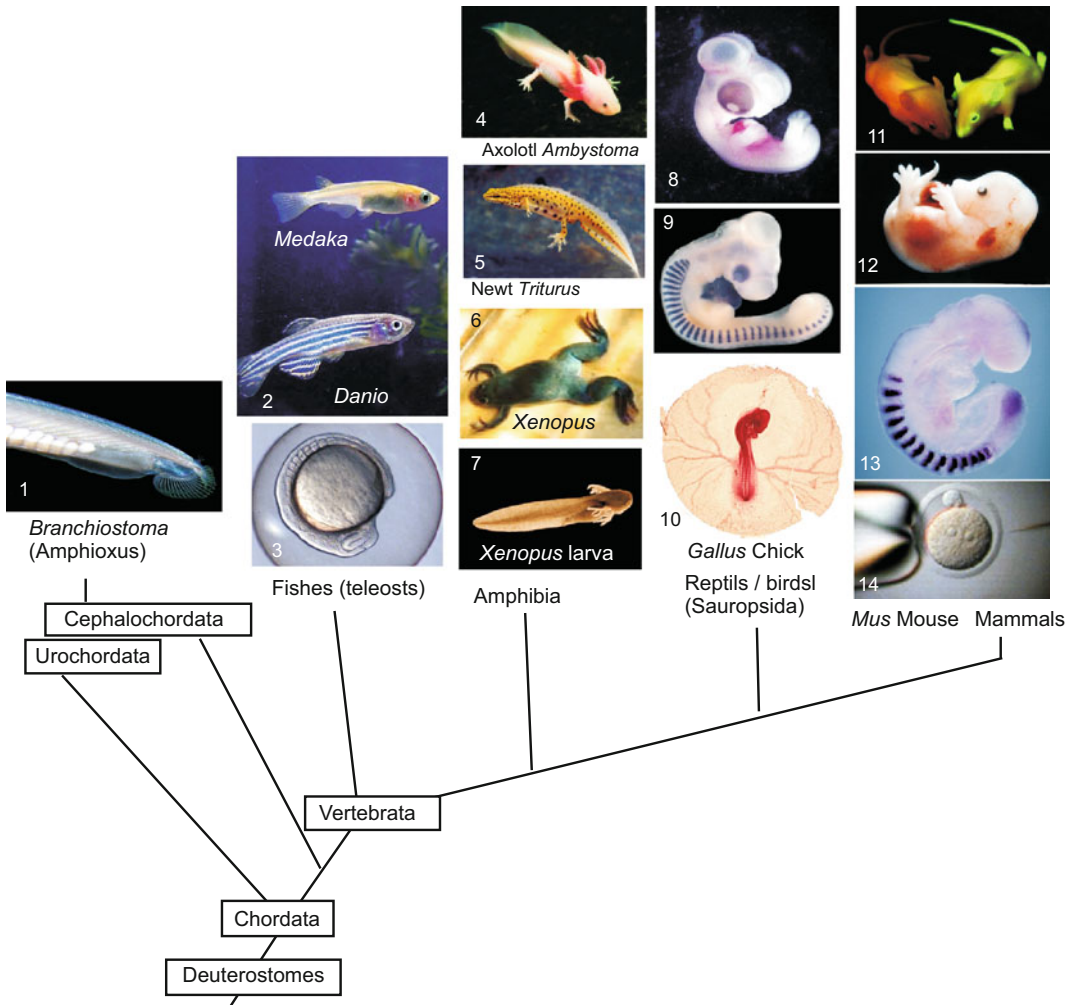 4
Axolotl Ambystoma
5
Newt Triturus
6
Xenopus
7
Xenopus larva
Amphibia
Medaka
2
Danio
3
Fishes (teleosts)
1
Branchiostoma
(Amphioxus)
8
9
10
Gallus Chick
Reptils / birdsl
(Sauropsida)
11
12
13
14
Mus Mouse Mammals
Cephalochordata
Urochordata
Vertebrata
Chordata
Deuterostomes